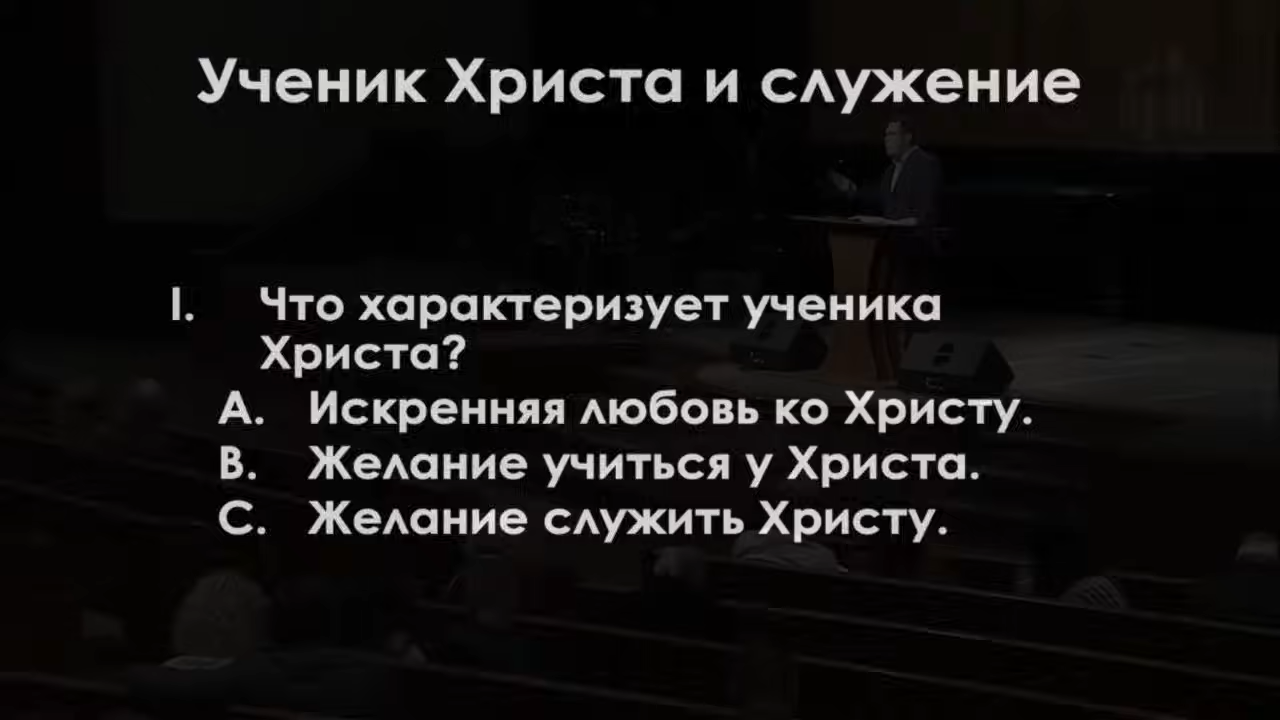 Ученик Христа и служение
I. Что характеризует ученика
Христа?
A. Искренняя любовь ко Христу.
B. Желание учиться у Христа.
C. Желание служить Христу.